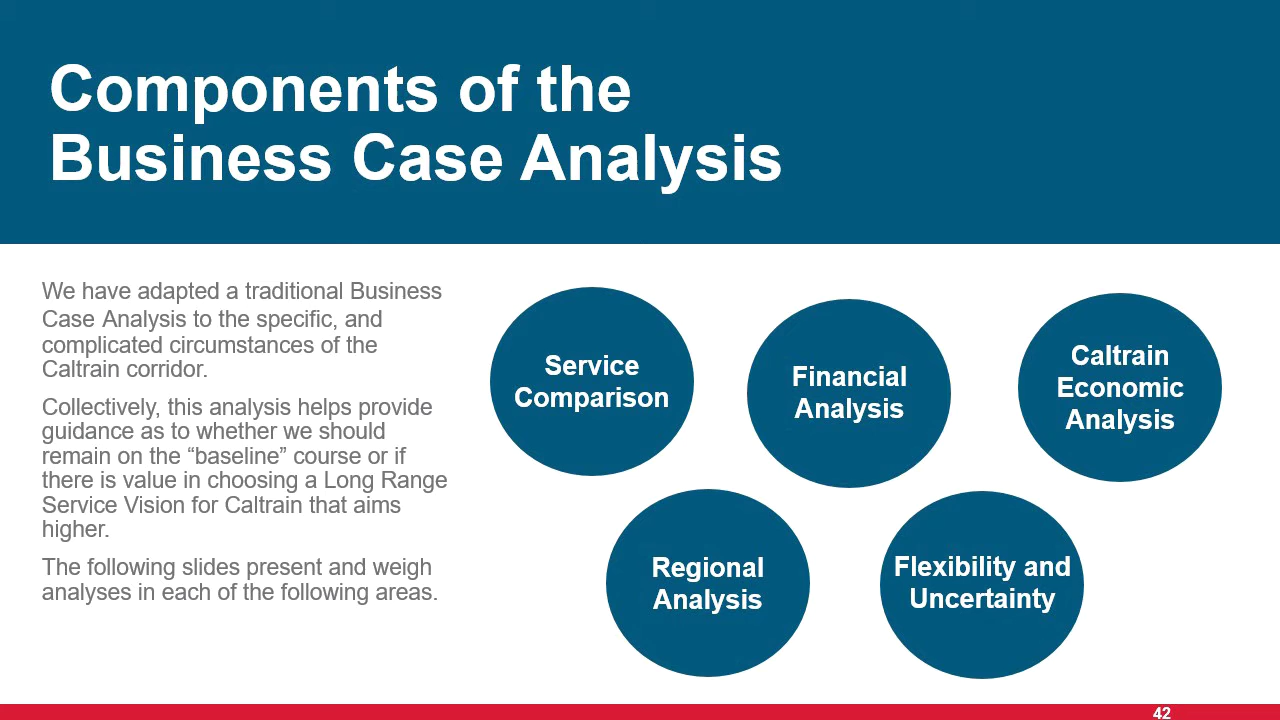 Components of the
Business Case Analysis
We have adapted a traditional Business
Case Analysis to the specific, and
complicated circumstances of the
Caltrain corridor.
Collectively, this analysis helps provide
guidance as to whether we should
remain on the “baseline” course or if
there is value in choosing a Long Range
Service Vision for Caltrain that aims
higher.
The following slides present and weigh
analyses in each of the following areas.
Service
Comparison
Financial
Analysis
Caltrain
Economic
Analysis
Regional
Analysis
Flexibility and
Uncertainty
42